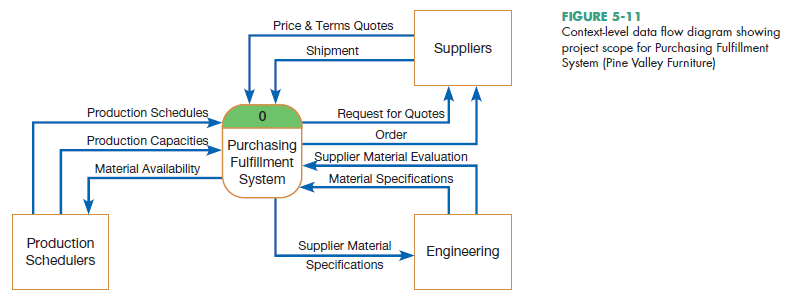 FIGURE 5-11
Context-level data flow diagram showing
project scope for Purchasing Fulfillment
System (Pine Valley Furniture)
Price & Terms Quotes
Shipment
Suppliers
Production Schedules
0
Request for Quotes
Order
Production Capacities
Purchasing
Fulfillment
System
Supplier Material Evaluation
Material Availability
Material Specifications
Production
Schedulers
Supplier Material
Specifications
Engineering